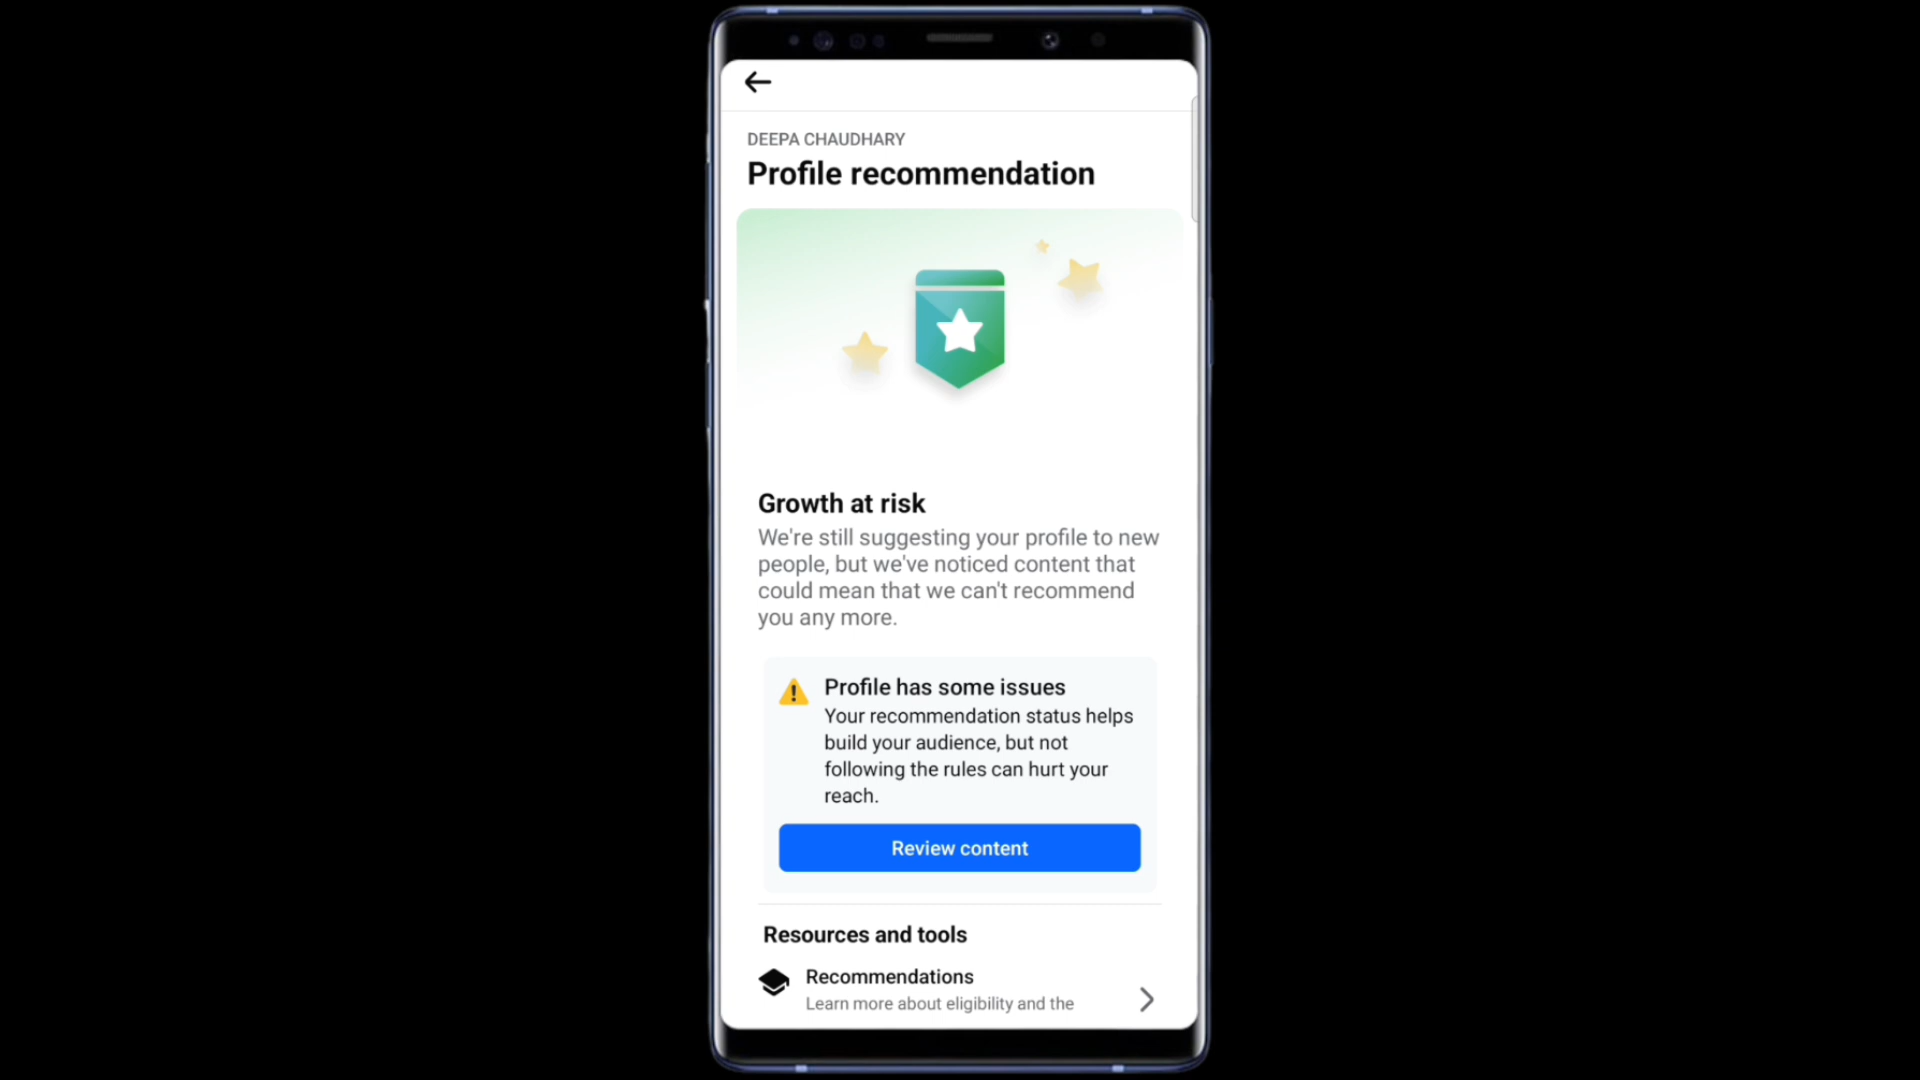 DEEPA CHAUDHARY
Profile recommendation
Growth at risk
We're still suggesting your profile to new
people, but we've noticed content that
could mean that we can't recommend
you any more.
Profile has some issues
Your recommendation status helps
build your audience, but not
following the rules can hurt your
reach.
Review content
Resources and tools
Recommendations
Learn more about eligibility and the